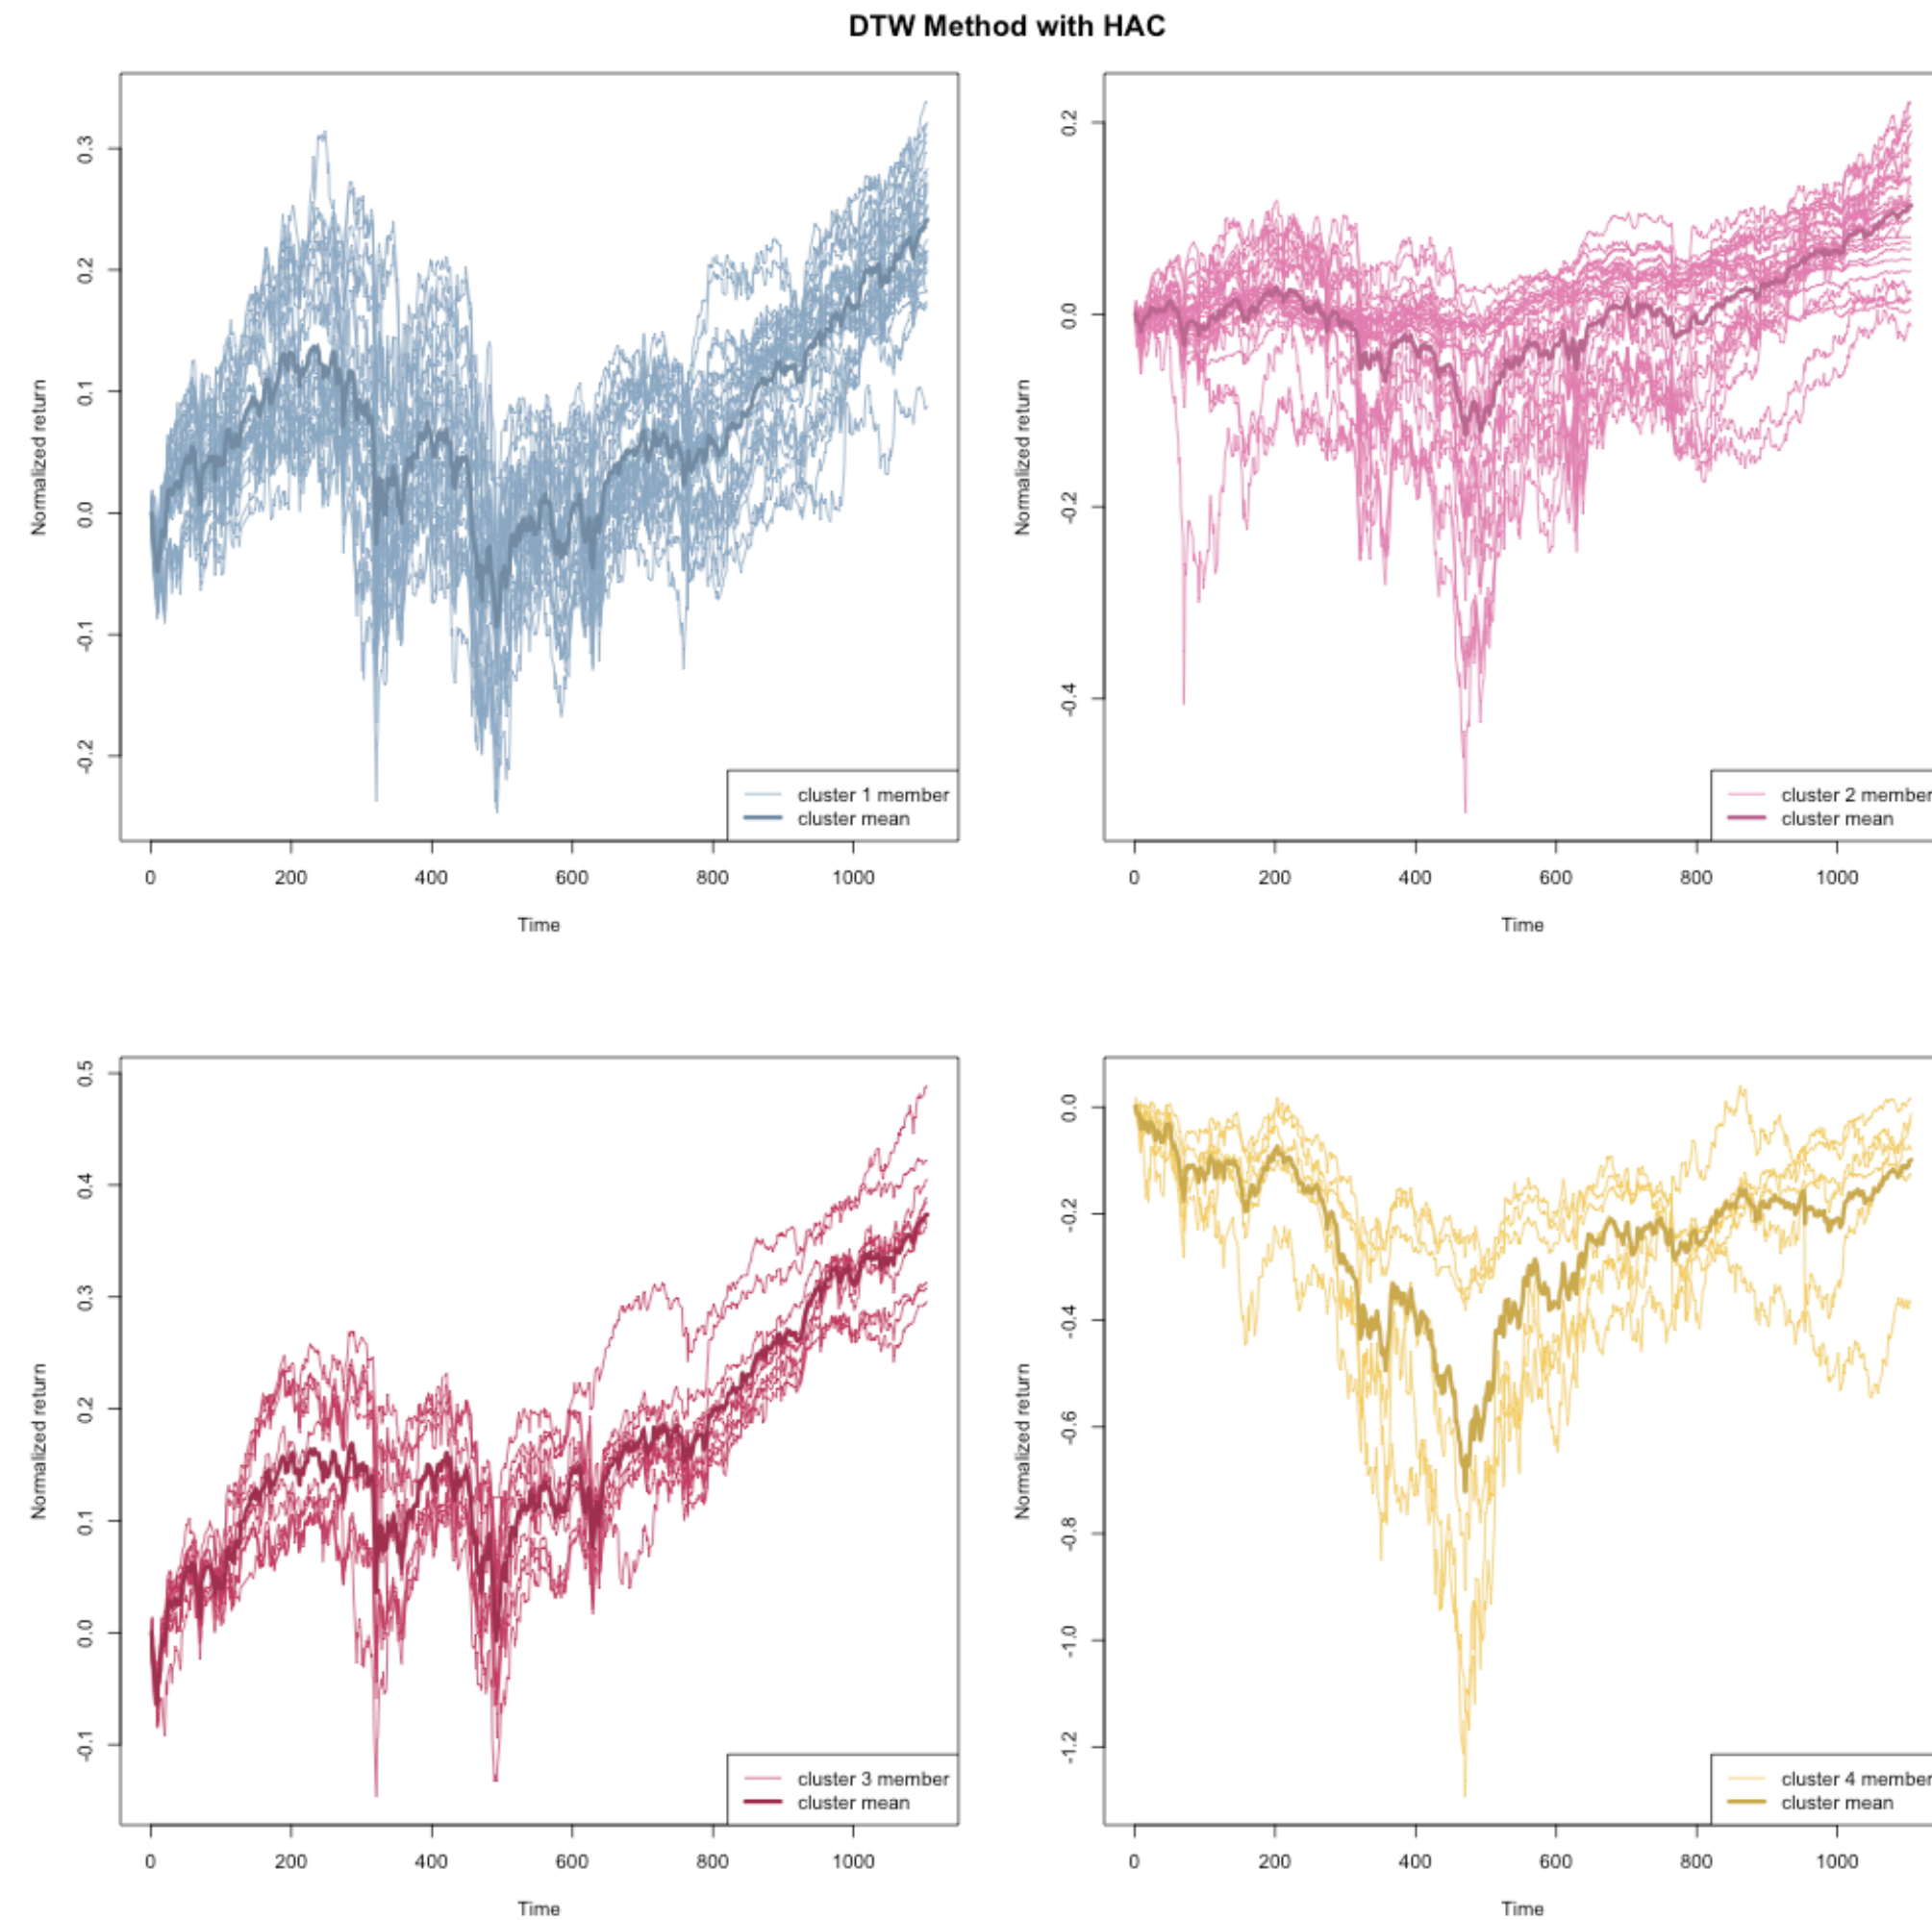 DTW Method with HAC
Normalized return
0.3
0.2
0.1
0.0
-0.1
-0.2
cluster 1 member
cluster mean
0 200 400 600 800 1000
Time
Normalized return
0.2
0.0
-0.2
-0.4
cluster 2 member
cluster mean
0 200 400 600 800 1000
Time
Normalized return
0.5
0.4
0.3
0.2
0.1
0.0
-0.1
cluster 3 member
cluster mean
0 200 400 600 800 1000
Time
Normalized return
0.0
-0.2
-0.4
-0.6
-0.8
-1.0
-1.2
cluster 4 member
cluster mean
0 200 400 600 800 1000
Time